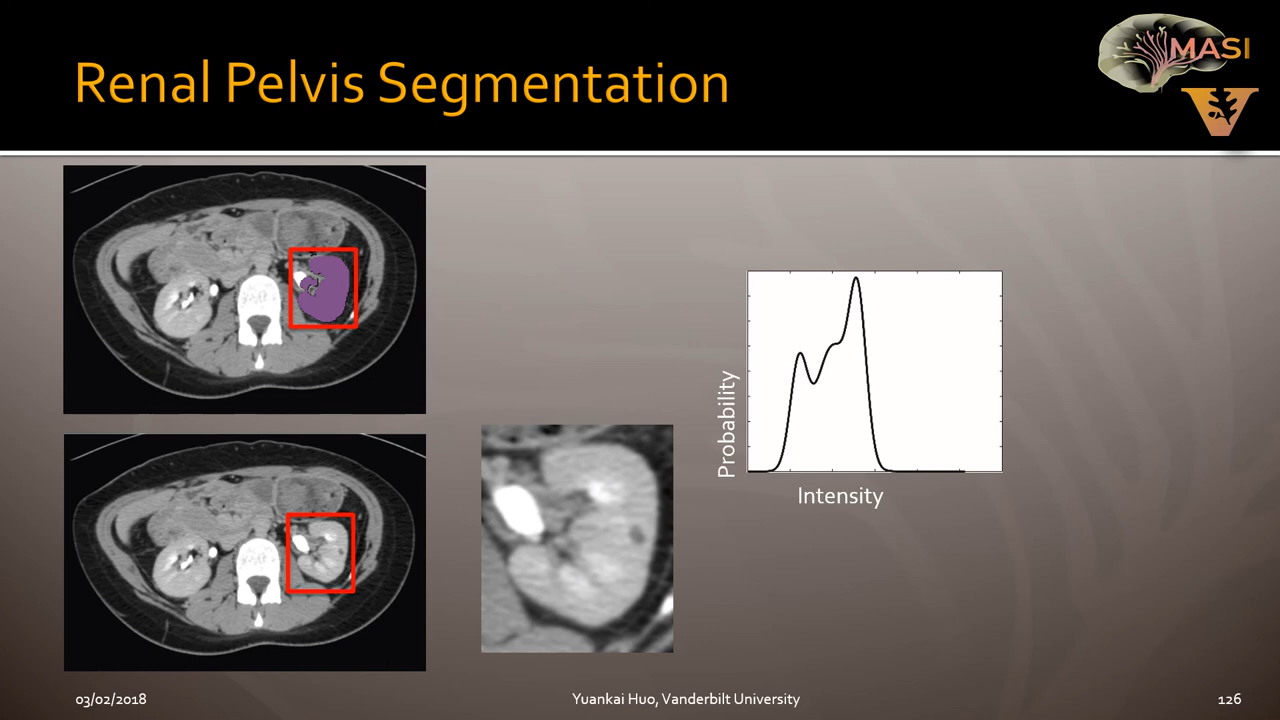 Renal Pelvis Segmentation
MASI
V
Probability
Intensity
03/02/2018
Yuankai Huo, Vanderbilt University
126